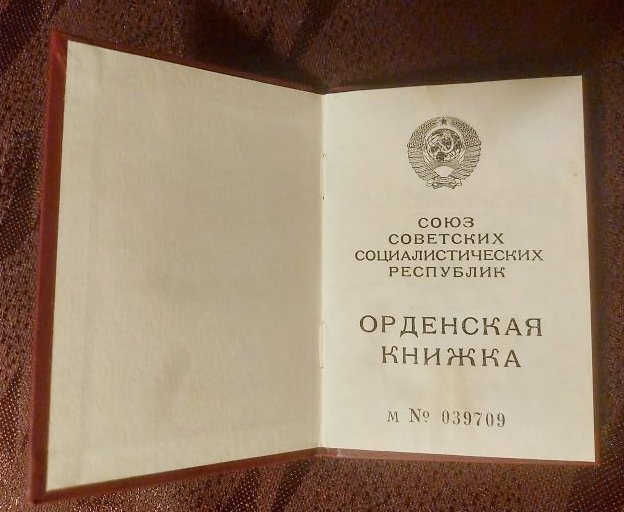 СОЮЗ
СОВЕТСКИХ
СОЦИАЛИСТИЧЕСКИХ
РЕСПУБЛИК
ОРДЕНСКАЯ
КНИЖКА
М № 039709